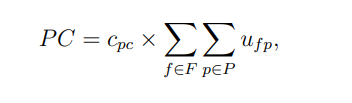 PC = c_{pc} × ∑_{f∈F} ∑_{p∈P} u_{fp},